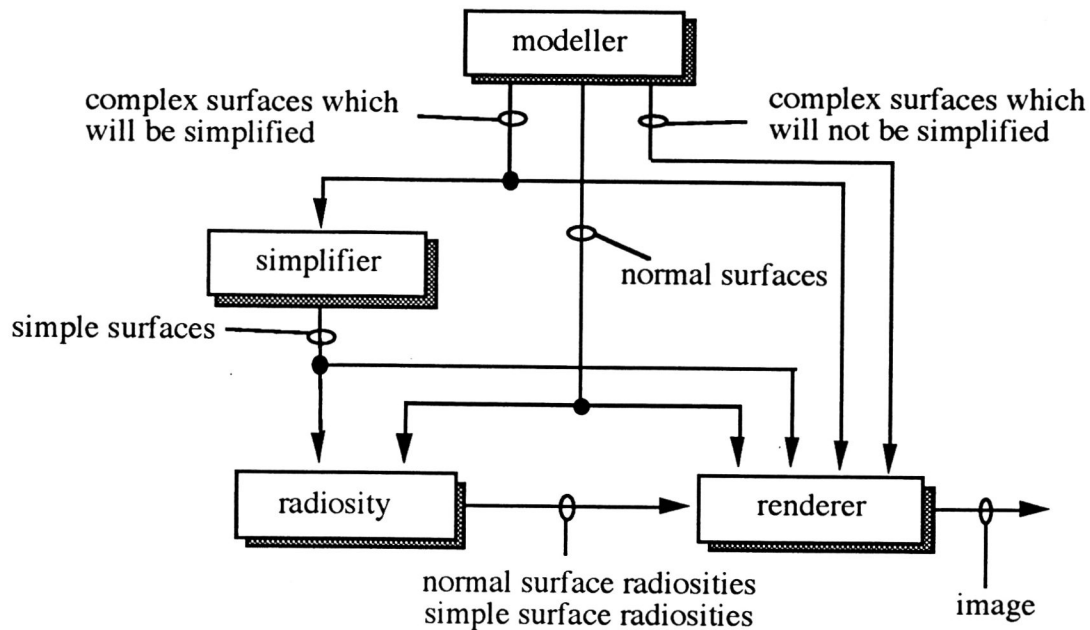 modeller
complex surfaces which
will be simplified
complex surfaces which
will not be simplified
simplifier
normal surfaces
simple surfaces
radiosity
renderer
normal surface radiosities
simple surface radiosities
image